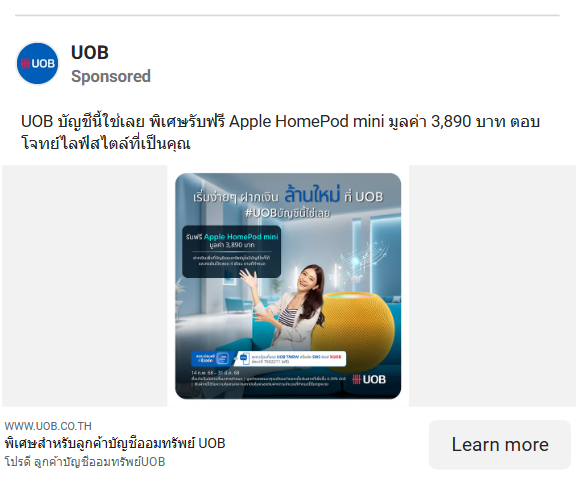 UOB
UOB
Sponsored
UOB บัญชีนี้ใช่เลย พิเศษรับฟรี Apple HomePod mini มูลค่า 3,890 บาท ตอบ
โจทย์ไลฟ์สไตล์ที่เป็นคุณ
เริ่มง่ายๆ ฝากเงิน ล้านใหม่ ที่ UOB
#UOBบัญชีนี้ใช่เลย
รับฟรี Apple HomePod mini
มูลค่า 3,890 บาท
UOB
WWW.UOB.CO.TH
พิเศษสำหรับลูกค้าบัญชีออมทรัพย์ UOB
โปรดี ลูกค้าบัญชีออมทรัพย์UOB
Learn more